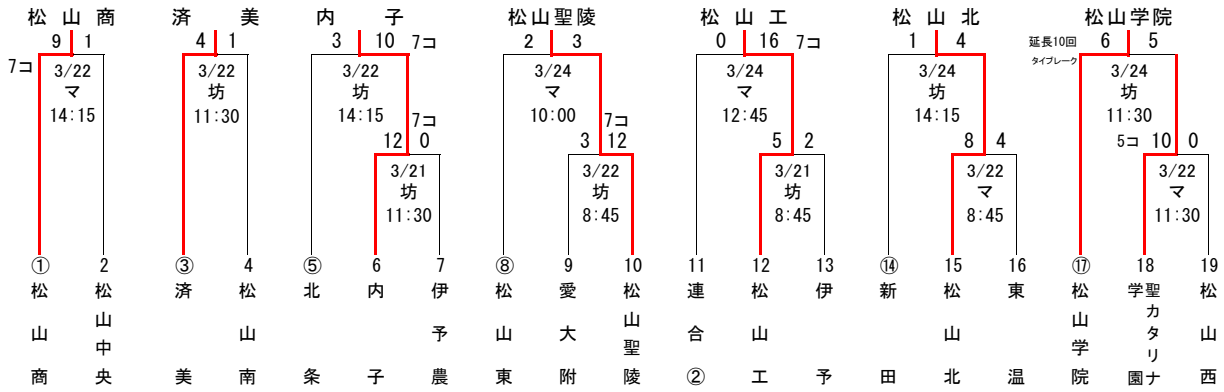 松山商 済美 内子 松山聖陵 松山工 松山北 松山学院
9 1 4 1 3 10 7コ 2 3 0 16 7コ 1 4 延長10回 6 5
7コ タイブレーク
3/22 3/22 3/22 3/24 3/24 3/24 3/24
マ 坊 坊 マ マ 坊 坊
14:15 11:30 14:15 10:00 12:45 14:15 11:30
7コ
12 0 3 12 5 2 8 4 5コ 10 0
3/21 3/22 3/21 3/22 3/22
坊 坊 坊 マ マ
11:30 8:45 8:45 8:45 11:30
① 2 ③ 4 ⑤ 6 7 ⑧ 9 10 11 12 13 ⑭ 15 16 ⑰ 18 19
松山商
松山中央
済美
松山南
北条
内子
伊予農
松山東
愛大附
松山聖陵
連合②
松山工
伊予
新田
松山北
東温
松山学院
聖カタリナ
学園
松山西